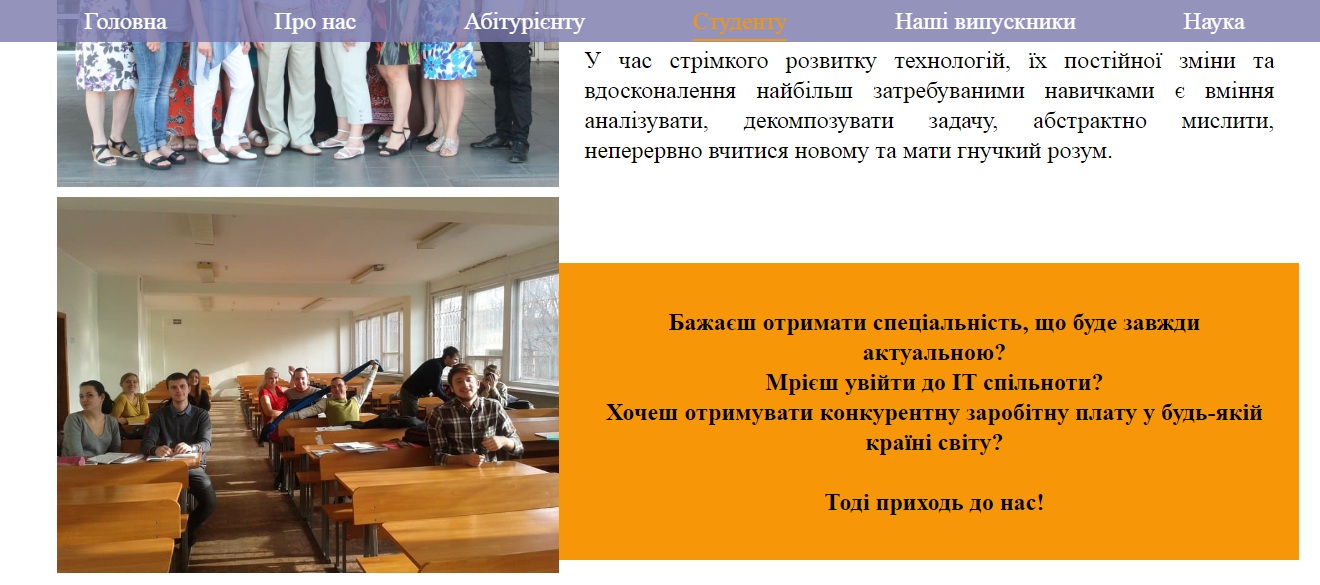 Головна Про нас Абітурієнту Студенту Наші випускники Наука
У час стрімкого розвитку технологій, їх постійної зміни та
вдосконалення найбільш затребуваними навичками є вміння
аналізувати, декомпозувати задачу, абстрактно мислити,
неперервно вчитися новому та мати гнучкий розум.
Бажаєш отримати спеціальність, що буде завжди
актуальною?
Мрієш увійти до ІТ спільноти?
Хочеш отримувати конкурентну заробітну плату у будь-якій
країні світу?
Тоді приходь до нас!